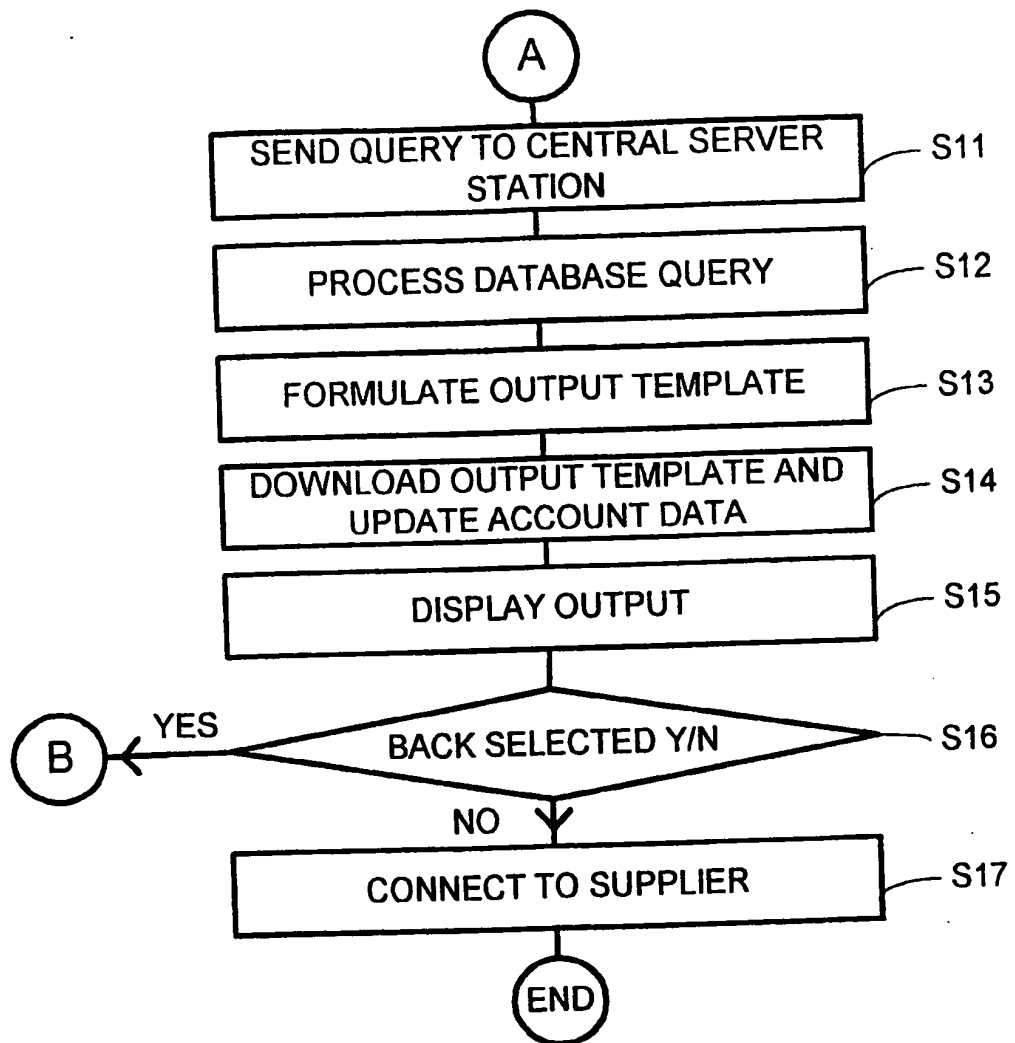 A
SEND QUERY TO CENTRAL SERVER
STATION
S11
PROCESS DATABASE QUERY
S12
FORMULATE OUTPUT TEMPLATE
S13
DOWNLOAD OUTPUT TEMPLATE AND
UPDATE ACCOUNT DATA
S14
DISPLAY OUTPUT
S15
YES
B
BACK SELECTED Y/N
S16
NO
CONNECT TO SUPPLIER
S17
END